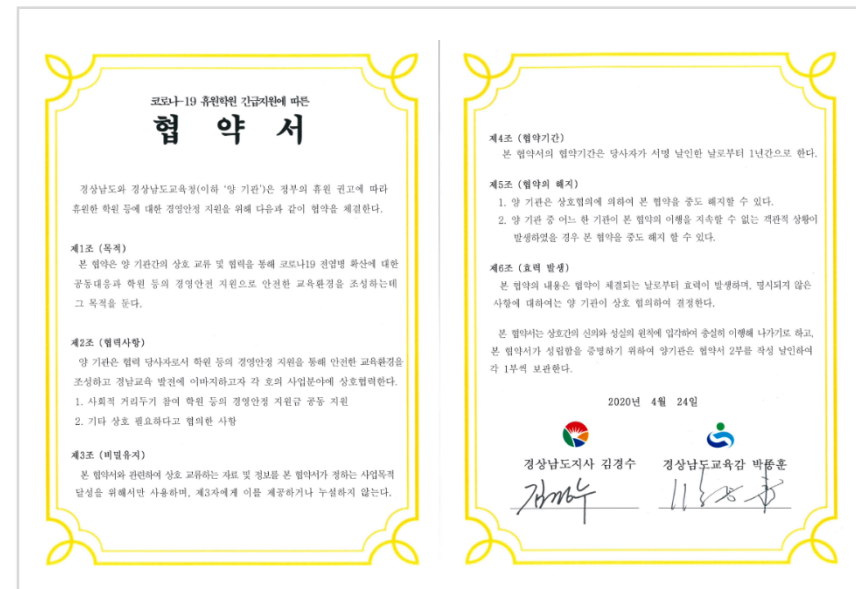 코로나-19 휴원학원 긴급지원에 따른
협 약 서
경상남도와 경상남도교육청(이하 '양 기관')은 정부의 휴원 권고에 따라
휴원한 학원 등에 대한 경영안정 지원을 위해 다음과 같이 협약을 체결한다.
제1조 (목적)
본 협약은 양 기관간의 상호 교류 및 협력을 통해 코로나19 전염병 확산에 대한
공동대응과 학원 등의 경영안전 지원으로 안전한 교육환경을 조성하는데
그 목적을 둔다.
제2조 (협력사항)
양 기관은 협력 당사자로서 학원 등의 경영안정 지원을 통해 안전한 교육환경을
조성하고 경남교육 발전에 이바지하고자 각 호의 사업분야에 상호협력한다.
1. 사회적 거리두기 참여 학원 등의 경영안정 지원금 공동 지원
2. 기타 상호 필요하다고 협의한 사항
제3조 (비밀유지)
본 협약서와 관련하여 상호 교류하는 자료 및 정보를 본 협약서가 정하는 사업목적
달성을 위해서만 사용하며, 제3자에게 이를 제공하거나 누설하지 않는다.
제4조 (협약기간)
본 협약서의 협약기간은 당사자가 서명 날인한 날로부터 1년간으로 한다.
제5조 (협약의 해지)
1. 양 기관은 상호협의에 의하여 본 협약을 중도 해지할 수 있다.
2. 양 기관 중 어느 한 기관이 본 협약의 이행을 지속할 수 없는 객관적 상황이
발생하였을 경우 본 협약을 중도 해지 할 수 있다.
제6조 (효력 발생)
본 협약의 내용은 협약이 체결되는 날로부터 효력이 발생하며, 명시되지 않은
사항에 대하여는 양 기관이 상호 협의하여 결정한다.
본 협약서는 상호간의 신의와 성실의 원칙에 입각하여 충실히 이행해 나가기로 하고,
본 협약서가 성립함을 증명하기 위하여 양기관은 협약서 2부를 작성 날인하여
각 1부씩 보관한다.
2020년 4월 24일
경상남도지사 김경수 경상남도교육감 박종훈